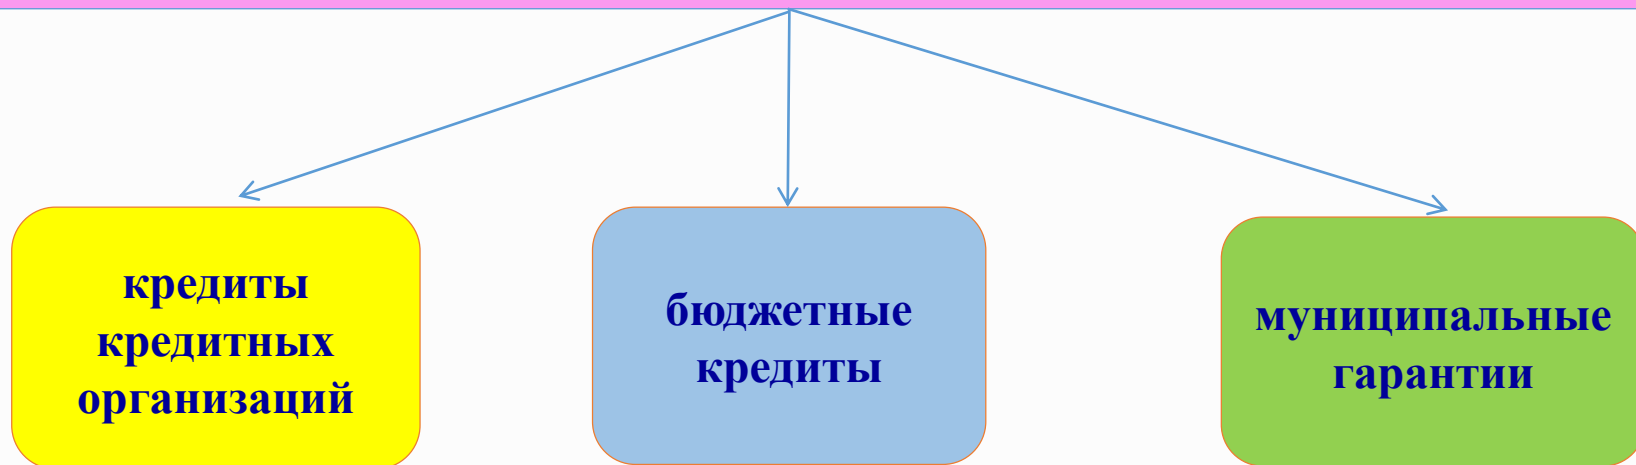 кредиты
кредитных
организаций
бюджетные
кредиты
муниципальные
гарантии